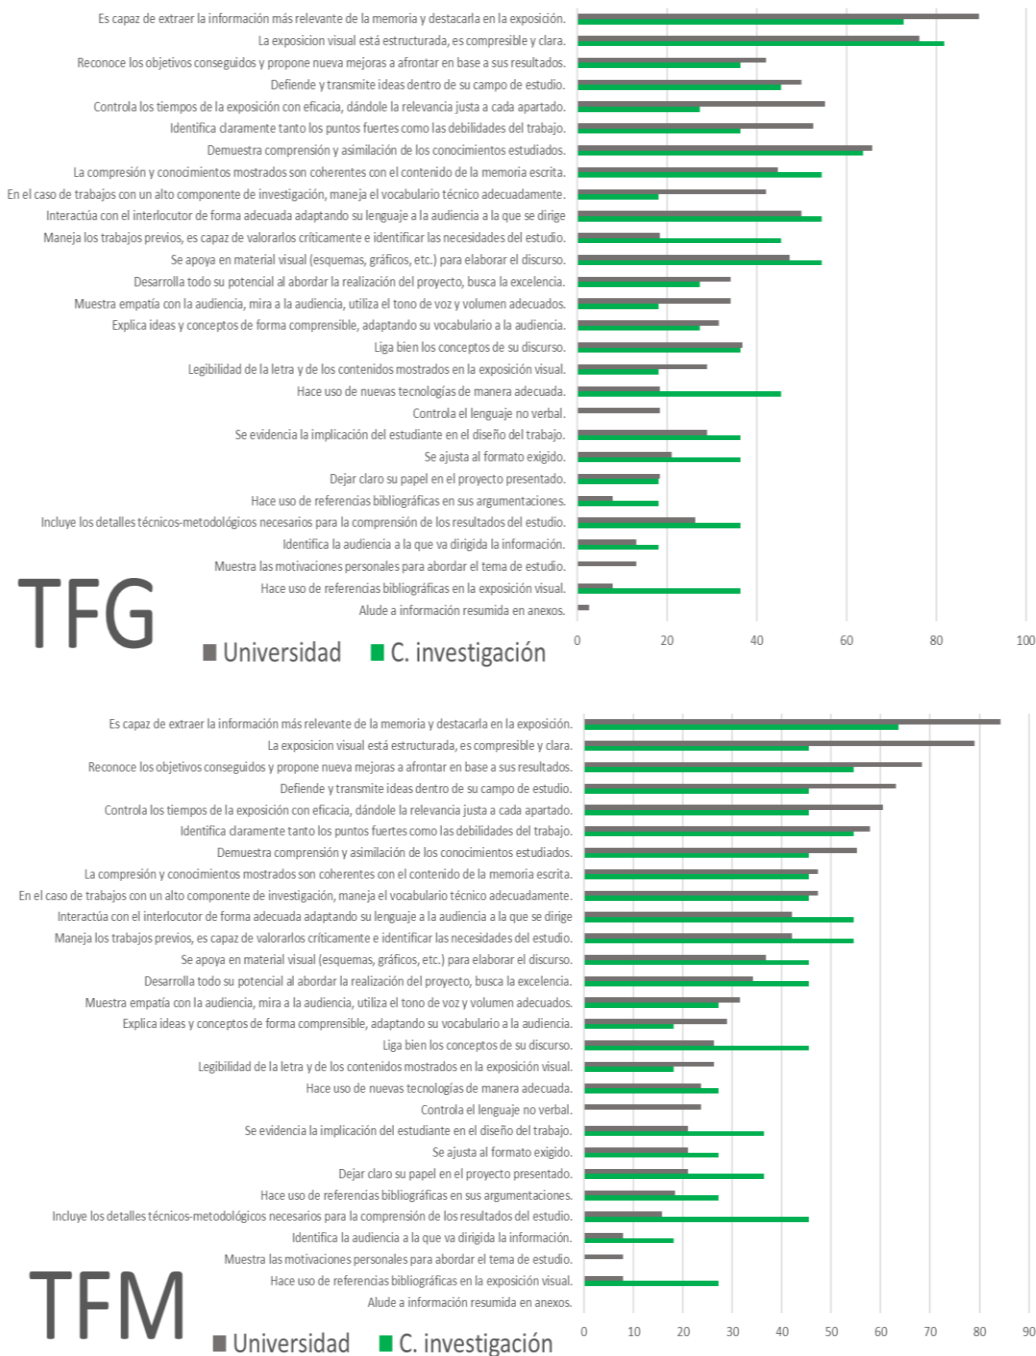 Es capaz de extraer la información más relevante de la memoria y destacarla en la exposición.
La exposicion visual está estructurada, es compresible y clara.
Reconoce los objetivos conseguidos y propone nueva mejoras a afrontar en base a sus resultados.
Defiende y transmite ideas dentro de su campo de estudio.
Controla los tiempos de la exposición con eficacia, dándole la relevancia justa a cada apartado.
Identifica claramente tanto los puntos fuertes como las debilidades del trabajo.
Demuestra comprensión y asimilación de los conocimientos estudiados.
La compresión y conocimientos mostrados son coherentes con el contenido de la memoria escrita.
En el caso de trabajos con un alto componente de investigación, maneja el vocabulario técnico adecuadamente.
Interactúa con el interlocutor de forma adecuada adaptando su lenguaje a la audiencia a la que se dirige
Maneja los trabajos previos, es capaz de valorarlos críticamente e identificar las necesidades del estudio.
Se apoya en material visual (esquemas, gráficos, etc.) para elaborar el discurso.
Desarrolla todo su potencial al abordar la realización del proyecto, busca la excelencia.
Muestra empatía con la audiencia, mira a la audiencia, utiliza el tono de voz y volumen adecuados.
Explica ideas y conceptos de forma comprensible, adaptando su vocabulario a la audiencia.
Liga bien los conceptos de su discurso.
Legibilidad de la letra y de los contenidos mostrados en la exposición visual.
Hace uso de nuevas tecnologías de manera adecuada.
Controla el lenguaje no verbal.
Se evidencia la implicación del estudiante en el diseño del trabajo.
Se ajusta al formato exigido.
Dejar claro su papel en el proyecto presentado.
Hace uso de referencias bibliográficas en sus argumentaciones.
Incluye los detalles técnicos-metodológicos necesarios para la comprensión de los resultados del estudio.
Identifica la audiencia a la que va dirigida la información.
Muestra las motivaciones personales para abordar el tema de estudio.
Hace uso de referencias bibliográficas en la exposición visual.
Alude a información resumida en anexos.
0 20 40 60 80 100
TFG
Universidad C. investigación
Es capaz de extraer la información más relevante de la memoria y destacarla en la exposición.
La exposicion visual está estructurada, es compresible y clara.
Reconoce los objetivos conseguidos y propone nueva mejoras a afrontar en base a sus resultados.
Defiende y transmite ideas dentro de su campo de estudio.
Controla los tiempos de la exposición con eficacia, dándole la relevancia justa a cada apartado.
Identifica claramente tanto los puntos fuertes como las debilidades del trabajo.
Demuestra comprensión y asimilación de los conocimientos estudiados.
La compresión y conocimientos mostrados son coherentes con el contenido de la memoria escrita.
En el caso de trabajos con un alto componente de investigación, maneja el vocabulario técnico adecuadamente.
Interactúa con el interlocutor de forma adecuada adaptando su lenguaje a la audiencia a la que se dirige
Maneja los trabajos previos, es capaz de valorarlos críticamente e identificar las necesidades del estudio.
Se apoya en material visual (esquemas, gráficos, etc.) para elaborar el discurso.
Desarrolla todo su potencial al abordar la realización del proyecto, busca la excelencia.
Muestra empatía con la audiencia, mira a la audiencia, utiliza el tono de voz y volumen adecuados.
Explica ideas y conceptos de forma comprensible, adaptando su vocabulario a la audiencia.
Liga bien los conceptos de su discurso.
Legibilidad de la letra y de los contenidos mostrados en la exposición visual.
Hace uso de nuevas tecnologías de manera adecuada.
Controla el lenguaje no verbal.
Se evidencia la implicación del estudiante en el diseño del trabajo.
Se ajusta al formato exigido.
Dejar claro su papel en el proyecto presentado.
Hace uso de referencias bibliográficas en sus argumentaciones.
Incluye los detalles técnicos-metodológicos necesarios para la comprensión de los resultados del estudio.
Identifica la audiencia a la que va dirigida la información.
Muestra las motivaciones personales para abordar el tema de estudio.
Hace uso de referencias bibliográficas en la exposición visual.
Alude a información resumida en anexos.
0 10 20 30 40 50 60 70 80 90
TFM
Universidad C. investigación